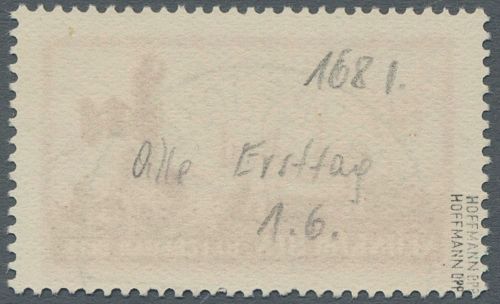 168 I.
Alle Ersttag
1.6.
HOFFMANN BPP
HOFFMANN BPP